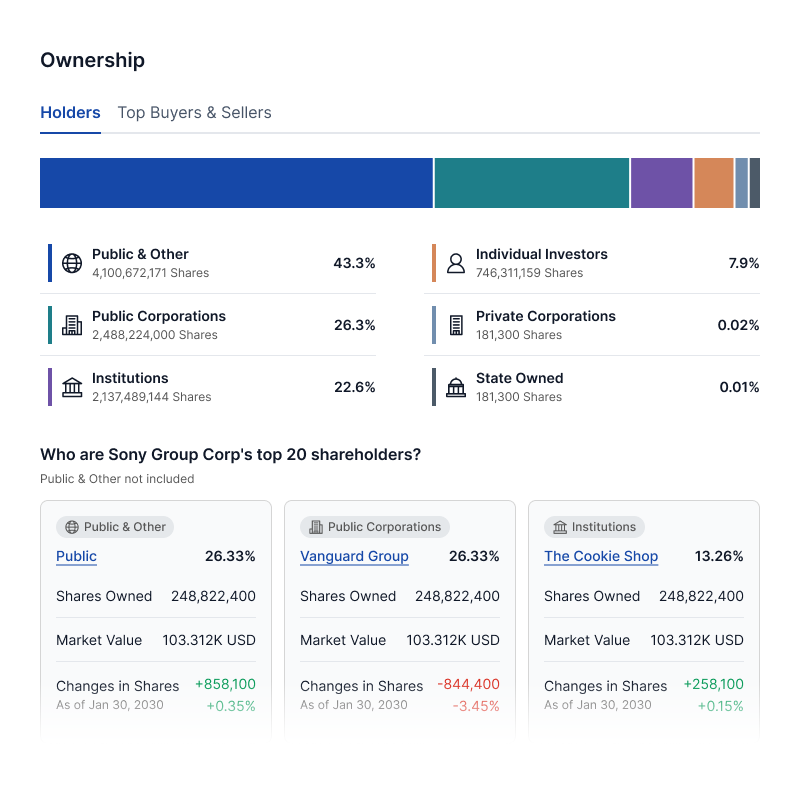 Ownership
Holders Top Buyers & Sellers
Public & Other
4,100,672,171 Shares
43.3%
Public Corporations
2,488,224,000 Shares
26.3%
Institutions
2,137,489,144 Shares
22.6%
Individual Investors
746,311,159 Shares
7.9%
Private Corporations
181,300 Shares
0.02%
State Owned
181,300 Shares
0.01%
Who are Sony Group Corp's top 20 shareholders?
Public & Other not included
Public & Other
Public 26.33%
Shares Owned 248,822,400
Market Value 103.312K USD
Changes in Shares +858,100
As of Jan 30, 2030 +0.35%
Public Corporations
Vanguard Group 26.33%
Shares Owned 248,822,400
Market Value 103.312K USD
Changes in Shares -844,400
As of Jan 30, 2030 -3.45%
Institutions
The Cookie Shop 13.26%
Shares Owned 248,822,400
Market Value 103.312K USD
Changes in Shares +258,100
As of Jan 30, 2030 +0.15%